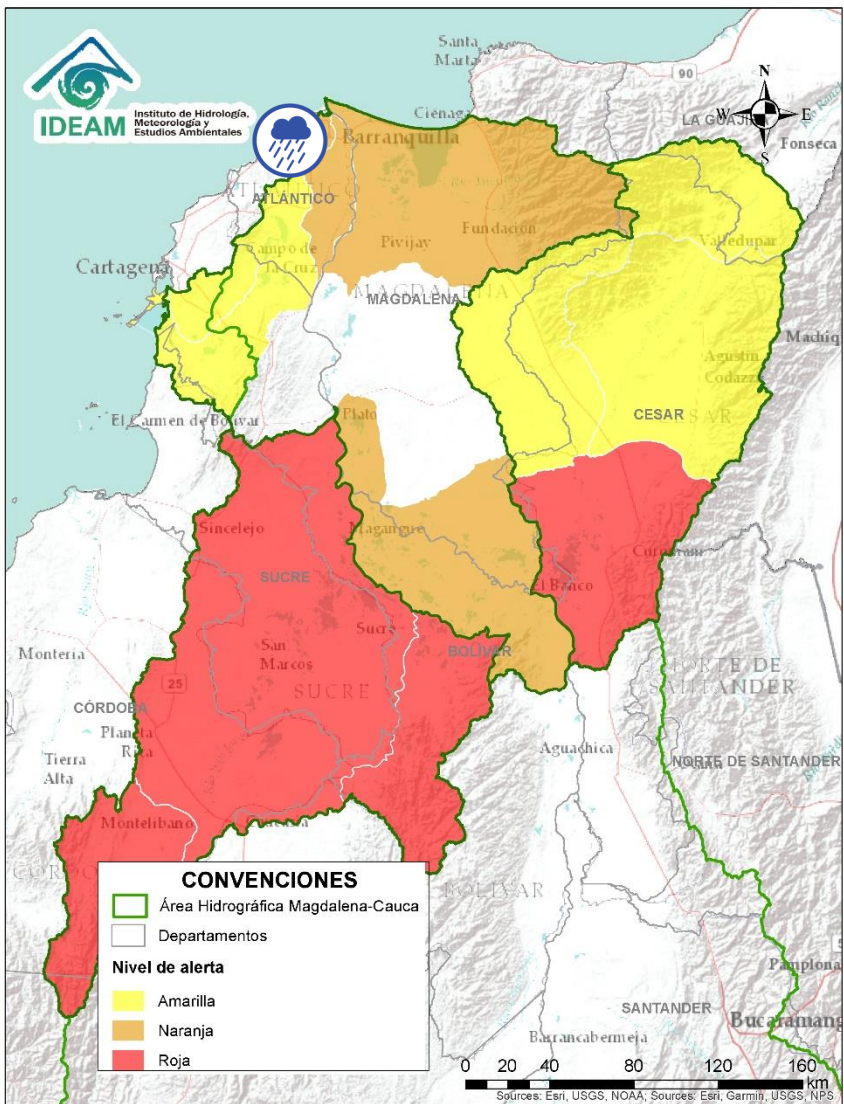 IDEAM
Instituto de Hidrología,
Meteorología y
Estudios Ambientales
Santa
Marta
90
N
W
E
S
LA GUAJIRA
Fonseca
Ciénaga
Barranquilla
ATLÁNTICO
Campo de
la Cruz
Pivijay
Fundación
Valledupar
Cartagena
MAGDALENA
Agustín
Codazzi
CESAR
CESAR
El Carmen de Bolívar
Plato
Sincelejo
Magangué
SUCRE
El Banco
Sucre
San
Marcos
SUCRE
BOLÍVAR
Montería
25
CÓRDOBA
Planeta
Rica
Tierra
Alta
NORTE DE
SANTANDER
Aguachica
NORTE DE SANTANDER
Montelíbano
BOLÍVAR
CONVENCIONES
Área Hidrográfica Magdalena-Cauca
Departamentos
Nivel de alerta
Amarilla
Naranja
Roja
Pamplona
SANTANDER
Bucaramang
Barrancabermeja
0 20 40 80 120 160
km
Sources: Esri, USGS, NOAA; Sources: Esri, Garmin, USGS, NPS